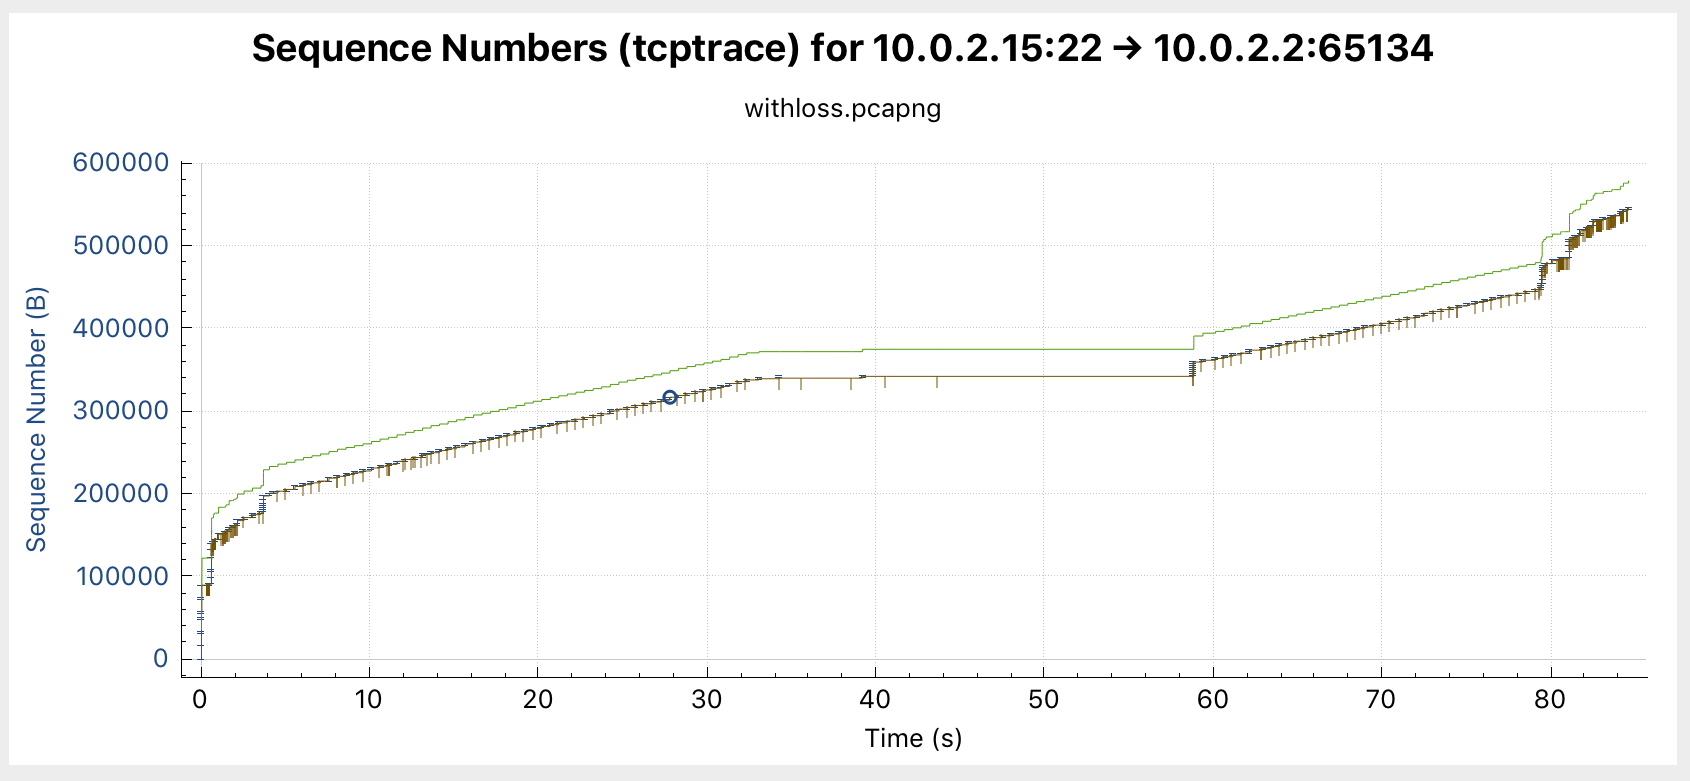 Sequence Numbers (tcptrace) for 10.0.2.15:22 → 10.0.2.2:65134
withloss.pcapng
Sequence Number (B)
600000
500000
400000
300000
200000
100000
0
0 10 20 30 40 50 60 70 80
Time (s)